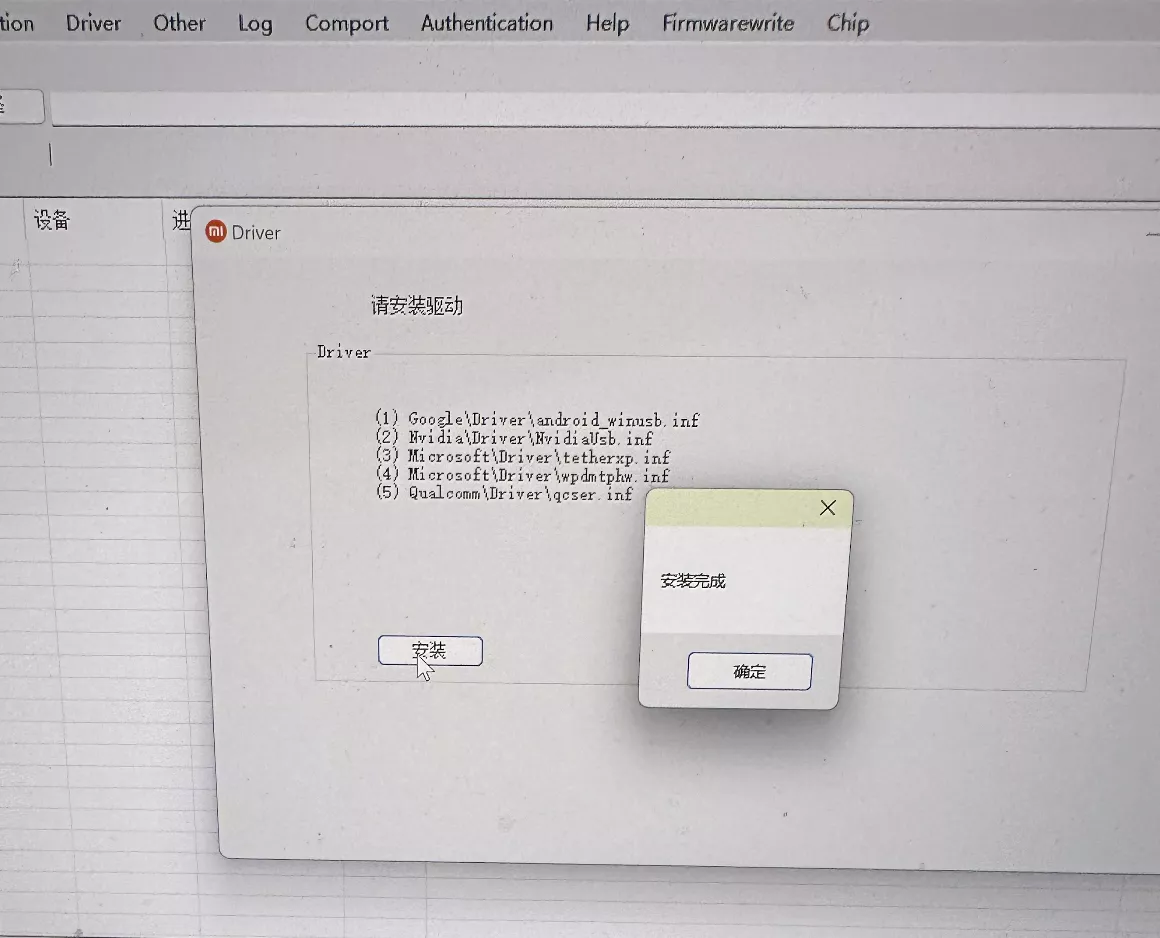 tion Driver Other Log Comport Authentication Help Firmwarewrite Chip
设备 进
Driver
请安装驱动
Driver
(1) Google\Driver\android_winusb.inf
(2) Nvidia\Driver\NvidiaUsb.inf
(3) Microsoft\Driver\tetherxp.inf
(4) Microsoft\Driver\wpdmtphw.inf
(5) Qualcomm\Driver\qcser.inf
安装完成
安装
确定